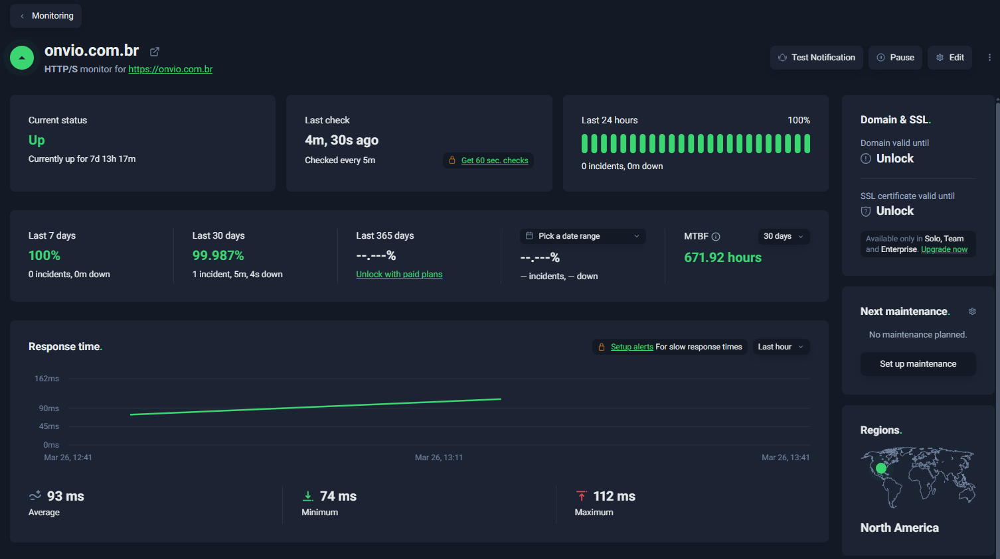 Monitoring
onvio.com.br
HTTP/S monitor for https://onvio.com.br
Test Notification
Pause
Edit
Current status
Up
Currently up for 7d 13h 17m
Last check
4m, 30s ago
Checked every 5m
Get 60 sec. checks
Last 24 hours
100%
0 incidents, 0m down
Domain & SSL.
Domain valid until
Unlock
SSL certificate valid until
Unlock
Available only in Solo, Team
and Enterprise. Upgrade now
Last 7 days
100%
0 incidents, 0m down
Last 30 days
99.987%
1 incident, 5m, 4s down
Last 365 days
--.---%
Unlock with paid plans
Pick a date range
--.---%
— incidents, — down
MTBF
30 days
671.92 hours
Next maintenance.
No maintenance planned.
Set up maintenance
Response time.
Setup alerts For slow response times
Last hour
162ms
90ms
45ms
0ms
Mar 26, 12:41
Mar 26, 13:11
Mar 26, 13:41
93 ms
Average
74 ms
Minimum
112 ms
Maximum
Regions.
North America